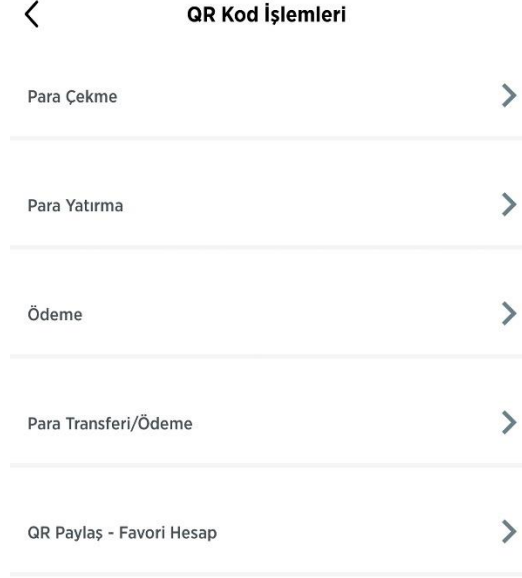 QR Kod İşlemleri
Para Çekme
Para Yatırma
Ödeme
Para Transferi/Ödeme
QR Paylaş - Favori Hesap